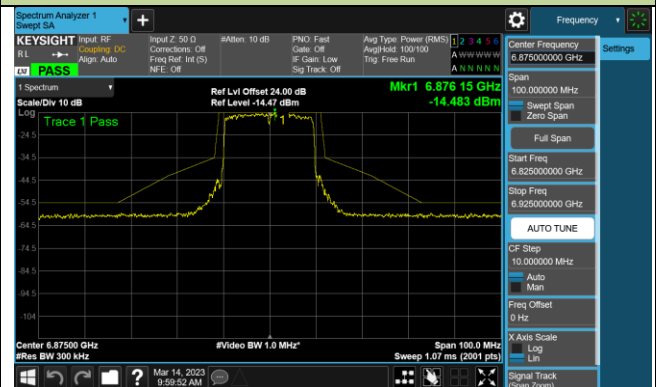 Spectrum Analyzer 1
Swept SA
+
Frequency
KEYSIGHT
RL
LXI
PASS
Input: RF
Coupling: DC
Align: Auto
Input Z: 50 Ω
Corrections: Off
Freq Ref: Int (S)
NFE: Off
#Atten: 10 dB
PNO: Fast
Gate: Off
IF Gain: Low
Sig Track: Off
Avg Type: Power (RMS)
Avg|Hold: 100/100
Trig: Free Run
1 2 3 4 5 6
A W W W W W
A N N N N N
1 Spectrum
Scale/Div 10 dB
Ref Lvl Offset 24.00 dB
Ref Level -14.47 dBm
Mkr1 6.876 15 GHz
-14.483 dBm
Log
Trace 1 Pass
1
-24.5
-34.5
-44.5
-54.5
-64.5
-74.5
-84.5
-94.5
-104
Center 6.87500 GHz
#Res BW 300 kHz
#Video BW 1.0 MHz*
Span 100.0 MHz
Sweep 1.07 ms (2001 pts)
Center Frequency
6.875000000 GHz
Settings
Span
100.000000 MHz
Swept Span
Zero Span
Full Span
Start Freq
6.825000000 GHz
Stop Freq
6.925000000 GHz
AUTO TUNE
CF Step
10.000000 MHz
Auto
Man
Freq Offset
0 Hz
X Axis Scale
Log
Lin
Signal Track
(Span Zoom)
?
Mar 14, 2023
9:59:52 AM